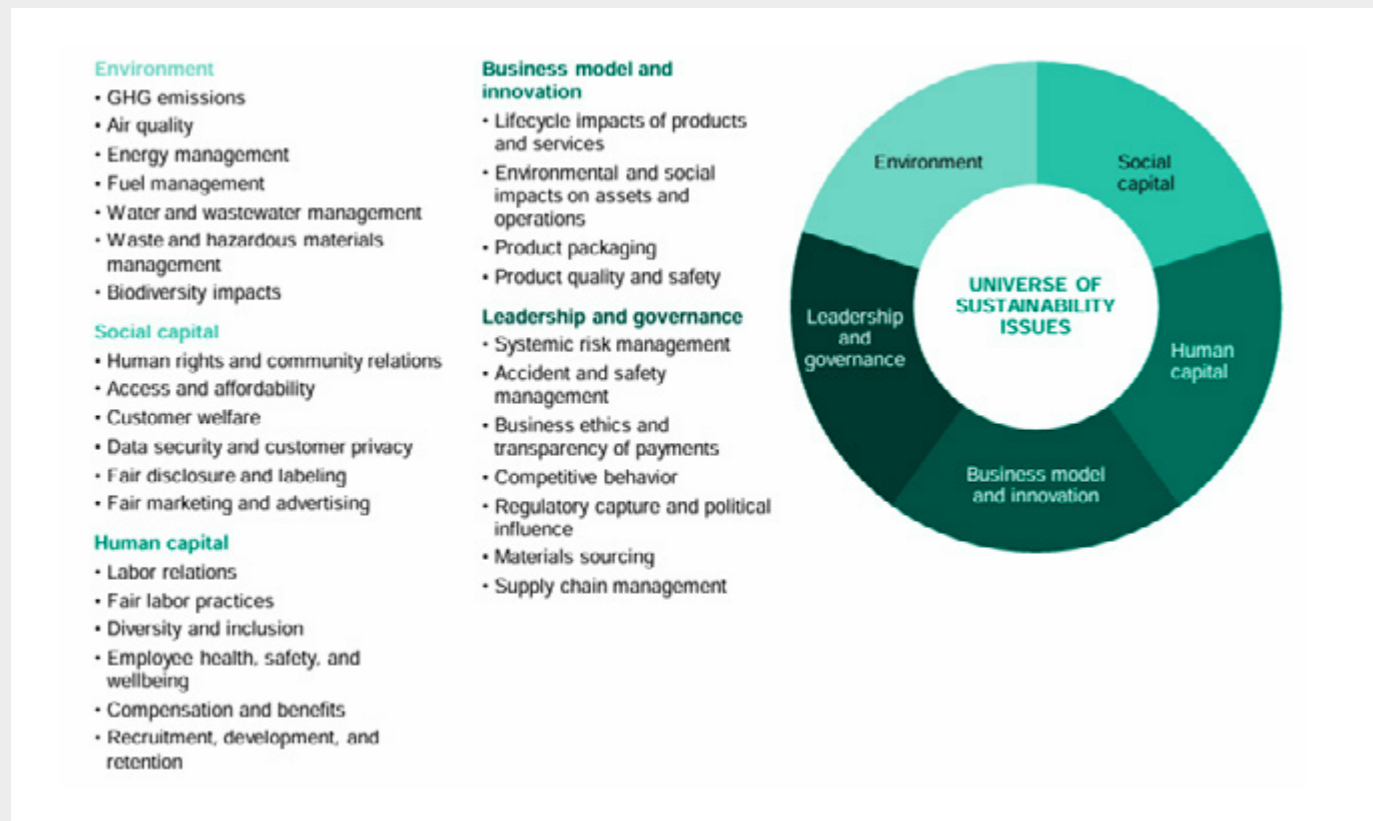 Environment
• GHG emissions
• Air quality
• Energy management
• Fuel management
• Water and wastewater management
• Waste and hazardous materials
management
• Biodiversity impacts
Social capital
• Human rights and community relations
• Access and affordability
• Customer welfare
• Data security and customer privacy
• Fair disclosure and labeling
• Fair marketing and advertising
Human capital
• Labor relations
• Fair labor practices
• Diversity and inclusion
• Employee health, safety, and
wellbeing
• Compensation and benefits
• Recruitment, development, and
retention
Business model and
innovation
• Lifecycle impacts of products
and services
• Environmental and social
impacts on assets and
operations
• Product packaging
• Product quality and safety
Leadership and governance
• Systemic risk management
• Accident and safety
management
• Business ethics and
transparency of payments
• Competitive behavior
• Regulatory capture and political
influence
• Materials sourcing
• Supply chain management
Environment
Social
capital
Human
capital
Business model
and innovation
Leadership
and
governance
UNIVERSE OF
SUSTAINABILITY
ISSUES